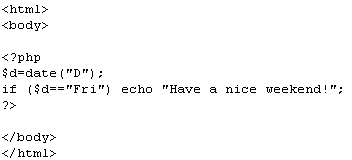 <html>
<body>
<?php
$d=date("D");
if ($d=="Fri") echo "Have a nice weekend!";
?>
</body>
</html>